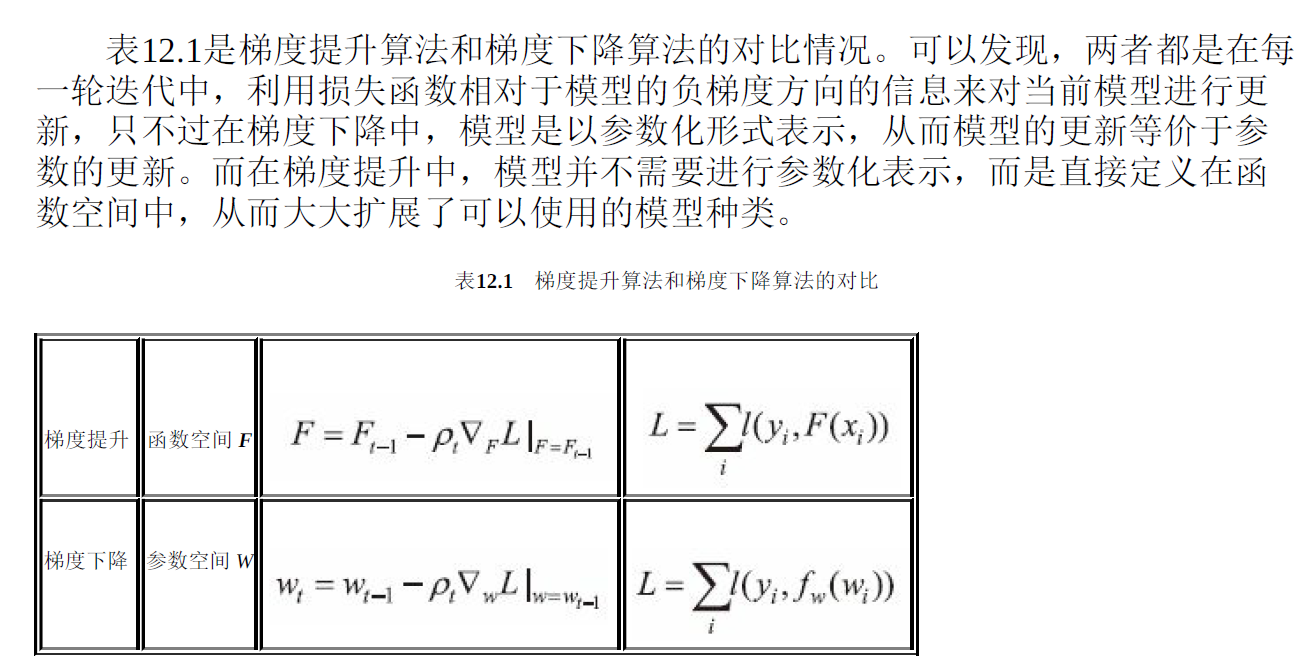 表12.1是梯度提升算法和梯度下降算法的对比情况。可以发现，两者都是在每
一轮迭代中，利用损失函数相对于模型的负梯度方向的信息来对当前模型进行更
新，只不过在梯度下降中，模型是以参数化形式表示，从而模型的更新等价于参
数的更新。而在梯度提升中，模型并不需要进行参数化表示，而是直接定义在函
数空间中，从而大大扩展了可以使用的模型种类。
表12.1 梯度提升算法和梯度下降算法的对比
梯度提升 函数空间 F F = F_{t-1} − ρ_t∇_F L|_{F=F_{t-1}} L = ∑_i l(y_i, F(x_i))
梯度下降 参数空间 W w_t = w_{t-1} − ρ_t∇_w L|_{w=w_{t-1}} L = ∑_i l(y_i, f_w(w_i))